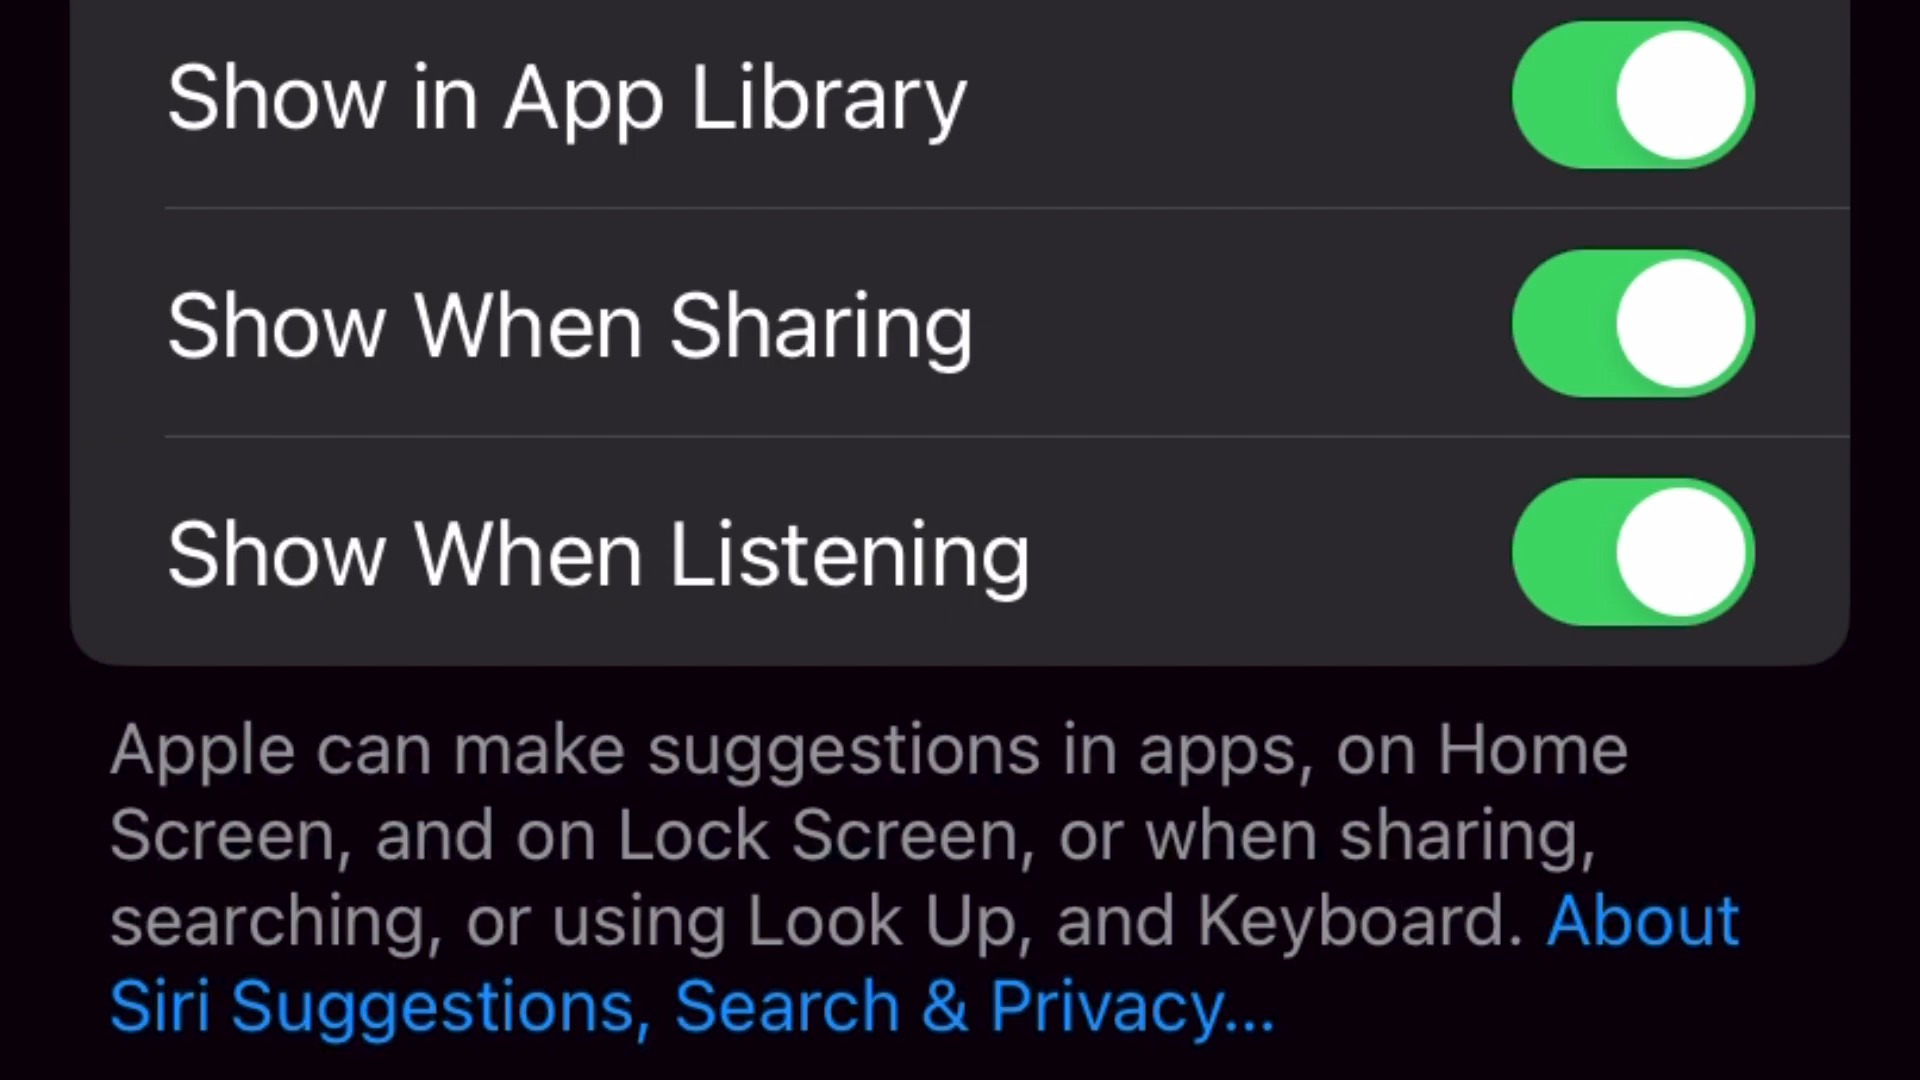 Show in App Library
Show When Sharing
Show When Listening
Apple can make suggestions in apps, on Home
Screen, and on Lock Screen, or when sharing,
searching, or using Look Up, and Keyboard. About
Siri Suggestions, Search & Privacy...